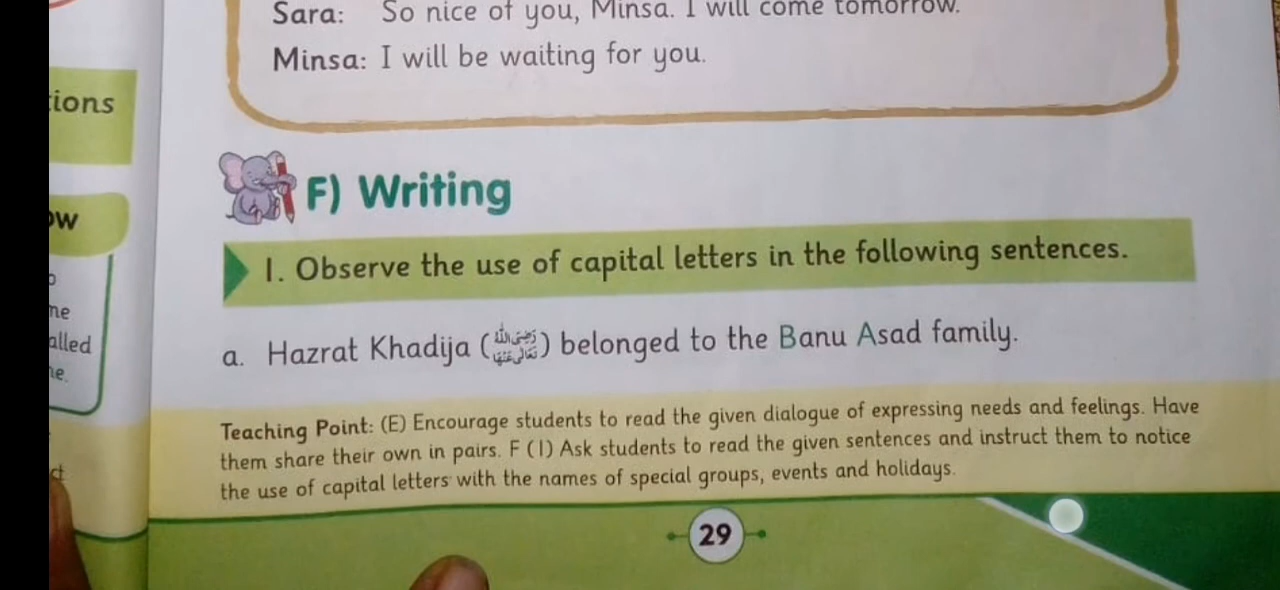 Sara: So nice of you, Minsa. I will come tomorrow.
Minsa: I will be waiting for you.
F) Writing
1. Observe the use of capital letters in the following sentences.
a. Hazrat Khadija (رضی اللہ تعالیٰ عنہا) belonged to the Banu Asad family.
Teaching Point: (E) Encourage students to read the given dialogue of expressing needs and feelings. Have
them share their own in pairs. F (1) Ask students to read the given sentences and instruct them to notice
the use of capital letters with the names of special groups, events and holidays.
29